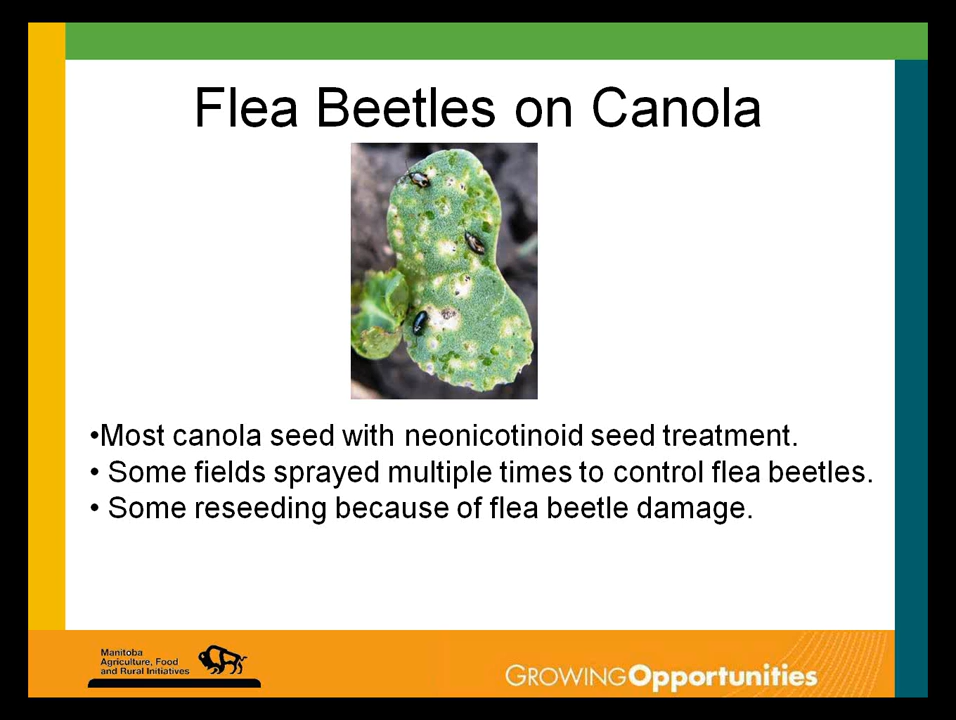 Flea Beetles on Canola
•Most canola seed with neonicotinoid seed treatment.
• Some fields sprayed multiple times to control flea beetles.
• Some reseeding because of flea beetle damage.
Manitoba
Agriculture, Food
and Rural Initiatives
GROWING Opportunities